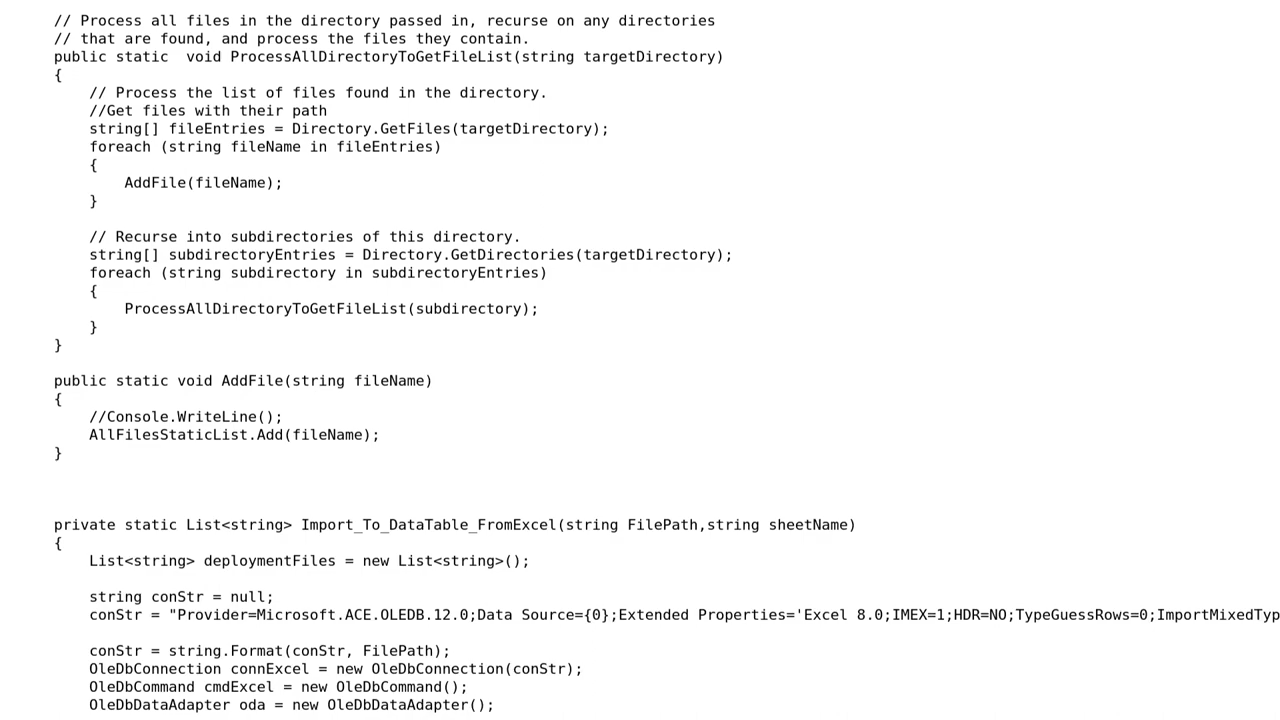 // Process all files in the directory passed in, recurse on any directories
// that are found, and process the files they contain.
public static  void ProcessAllDirectoryToGetFileList(string targetDirectory)
{
    // Process the list of files found in the directory.
    //Get files with their path
    string[] fileEntries = Directory.GetFiles(targetDirectory);
    foreach (string fileName in fileEntries)
    {
        AddFile(fileName);
    }

    // Recurse into subdirectories of this directory.
    string[] subdirectoryEntries = Directory.GetDirectories(targetDirectory);
    foreach (string subdirectory in subdirectoryEntries)
    {
        ProcessAllDirectoryToGetFileList(subdirectory);
    }
}

public static void AddFile(string fileName)
{
    //Console.WriteLine();
    AllFilesStaticList.Add(fileName);
}

private static List<string> Import_To_DataTable_FromExcel(string FilePath,string sheetName)
{
    List<string> deploymentFiles = new List<string>();

    string conStr = null;
    conStr = "Provider=Microsoft.ACE.OLEDB.12.0;Data Source={0};Extended Properties='Excel 8.0;IMEX=1;HDR=NO;TypeGuessRows=0;ImportMixedTyp

    conStr = string.Format(conStr, FilePath);
    OleDbConnection connExcel = new OleDbConnection(conStr);
    OleDbCommand cmdExcel = new OleDbCommand();
    OleDbDataAdapter oda = new OleDbDataAdapter();